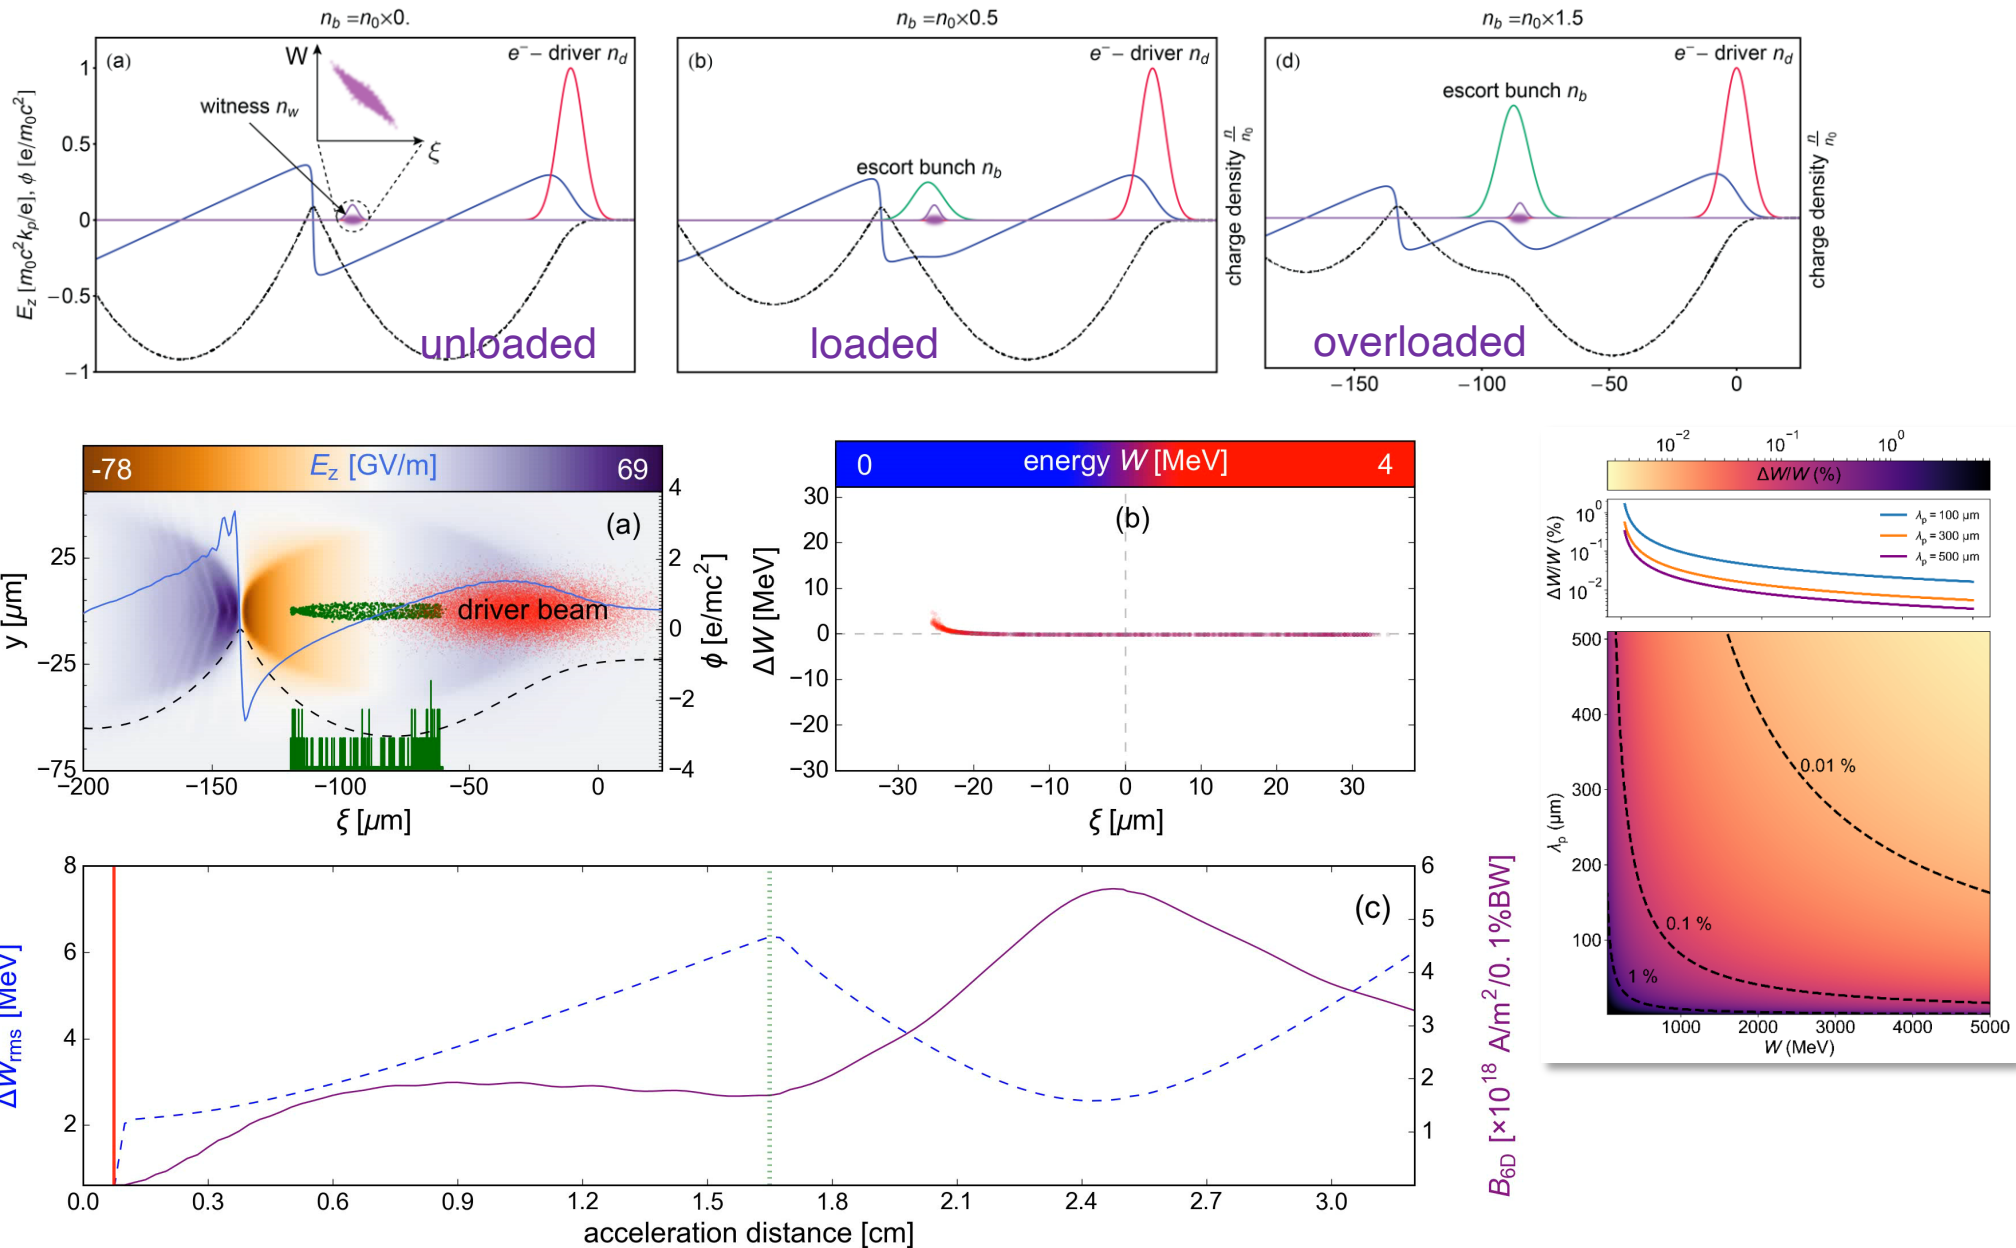 n_b =n_0×0.
n_b =n_0×0.5
n_b =n_0×1.5
(a)
W
e⁻– driver n_d
witness n_w
ξ
unloaded
1
0.5
0
−0.5
−1
E_z [m_0c²k_p/e], ϕ [e/m_0c²]
(b)
e⁻– driver n_d
escort bunch n_b
loaded
charge density n/n_0
(d)
e⁻– driver n_d
escort bunch n_b
overloaded
charge density n/n_0
−150 −100 −50 0
-78 E_z [GV/m] 69
(a)
driver beam
y [μm]
25
−25
−75
4
2
0
−2
−4
ϕ [e/mc²]
−200 −150 −100 −50 0
ξ [μm]
0 energy W [MeV] 4
(b)
ΔW [MeV]
30
20
10
0
−10
−20
−30
−30 −20 −10 0 10 20 30
ξ [μm]
10⁻² 10⁻¹ 10⁰
ΔW/W (%)
ΔW/W (%)
10⁰
10⁻¹
10⁻²
λ_p = 100 μm
λ_p = 300 μm
λ_p = 500 μm
λ_p (μm)
500
400
300
200
100
0.01 %
0.1 %
1 %
1000 2000 3000 4000 5000
W (MeV)
(c)
ΔW_rms [MeV]
8
6
4
2
6
5
4
3
2
1
B_6D [×10¹⁸ A/m²/0. 1%BW]
0.0 0.3 0.6 0.9 1.2 1.5 1.8 2.1 2.4 2.7 3.0
acceleration distance [cm]